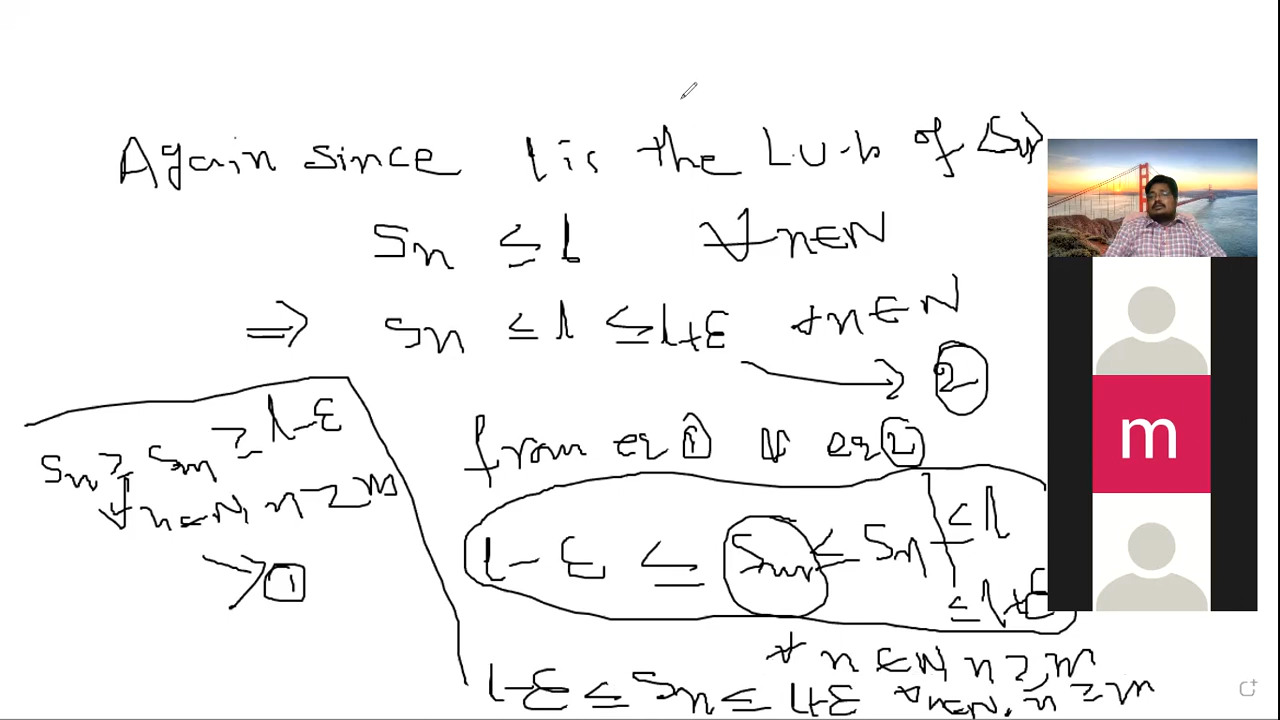 Again since l is the L.U.b of <Sn>
Sn ≤ l ∀ n∈N
⇒ Sn ≤ l ≤ l+ε ∀ n∈N
→ 2
Sn ≥ Sm ≥ l-ε
∀ n∈N, n ≥ m
→ 1
from eq 1 & eq 2
l-ε ≤ Sm ≤ Sn ≤ l
≤ l+ε
∀ n∈N, n ≥ m
l-ε ≤ Sn ≤ l+ε ∀ n∈N, n ≥ m
m